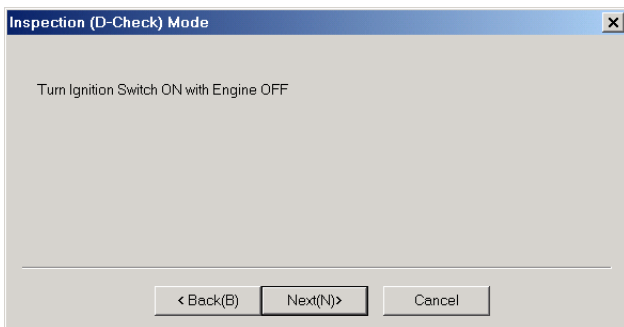 Inspection (D-Check) Mode
Turn Ignition Switch ON with Engine OFF
< Back(B) Next(N)> Cancel